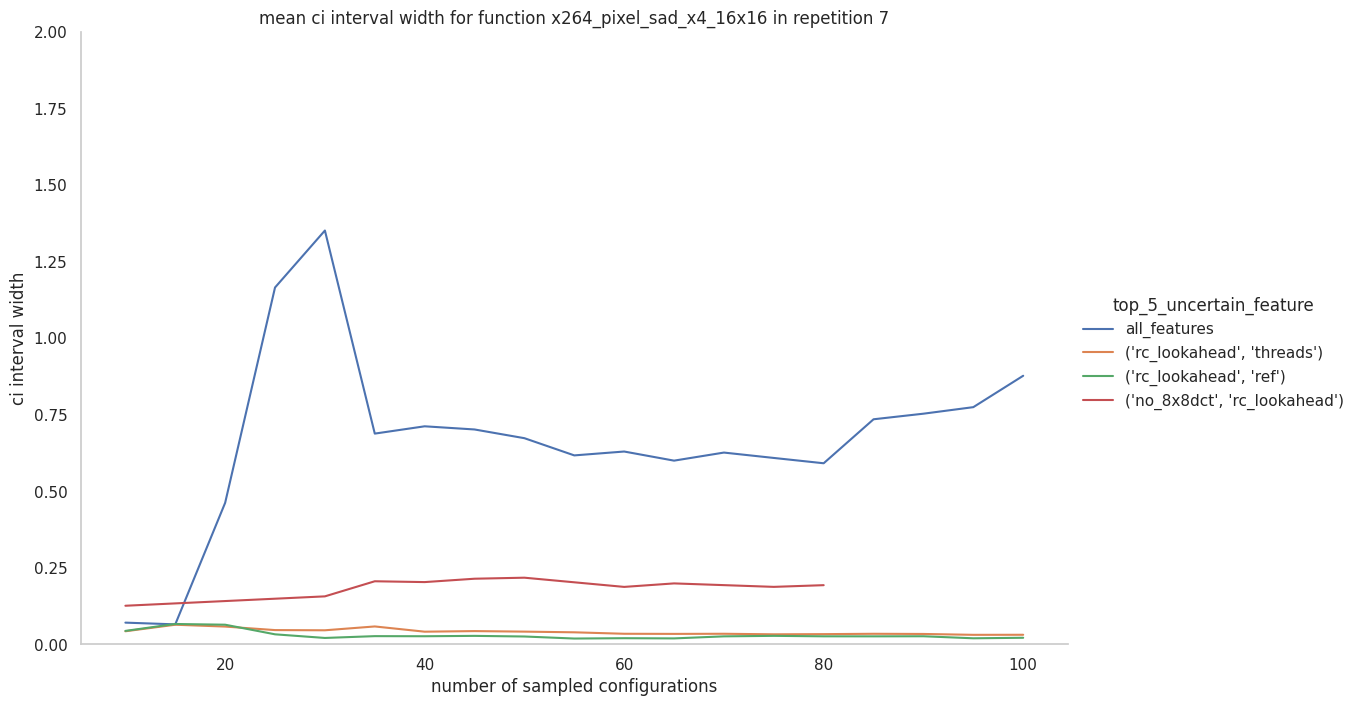 mean ci interval width for function x264_pixel_sad_x4_16x16 in repetition 7
2.00
1.75
1.50
1.25
1.00
0.75
0.50
0.25
0.00
ci interval width
20
40
60
80
100
number of sampled configurations
top_5_uncertain_feature
all_features
('rc_lookahead', 'threads')
('rc_lookahead', 'ref')
('no_8x8dct', 'rc_lookahead')